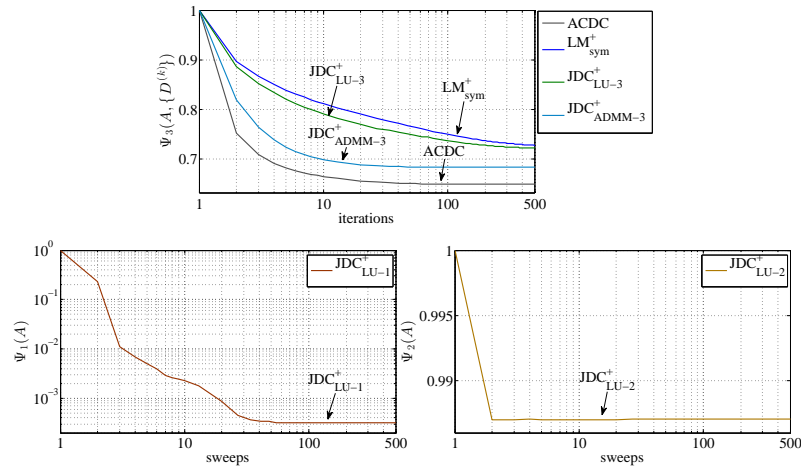 Ψ₃(A, {D⁽ᵏ⁾})
1
0.9
0.8
0.7
JDC⁺LU−3
LM⁺sym
JDC⁺ADMM−3
ACDC
1
10
100
500
iterations
ACDC
LM⁺sym
JDC⁺LU−3
JDC⁺ADMM−3
Ψ₁(A)
10⁰
10⁻¹
10⁻²
10⁻³
JDC⁺LU−1
JDC⁺LU−1
1
10
100
500
sweeps
Ψ₂(A)
1
0.995
0.99
JDC⁺LU−2
JDC⁺LU−2
1
10
100
500
sweeps